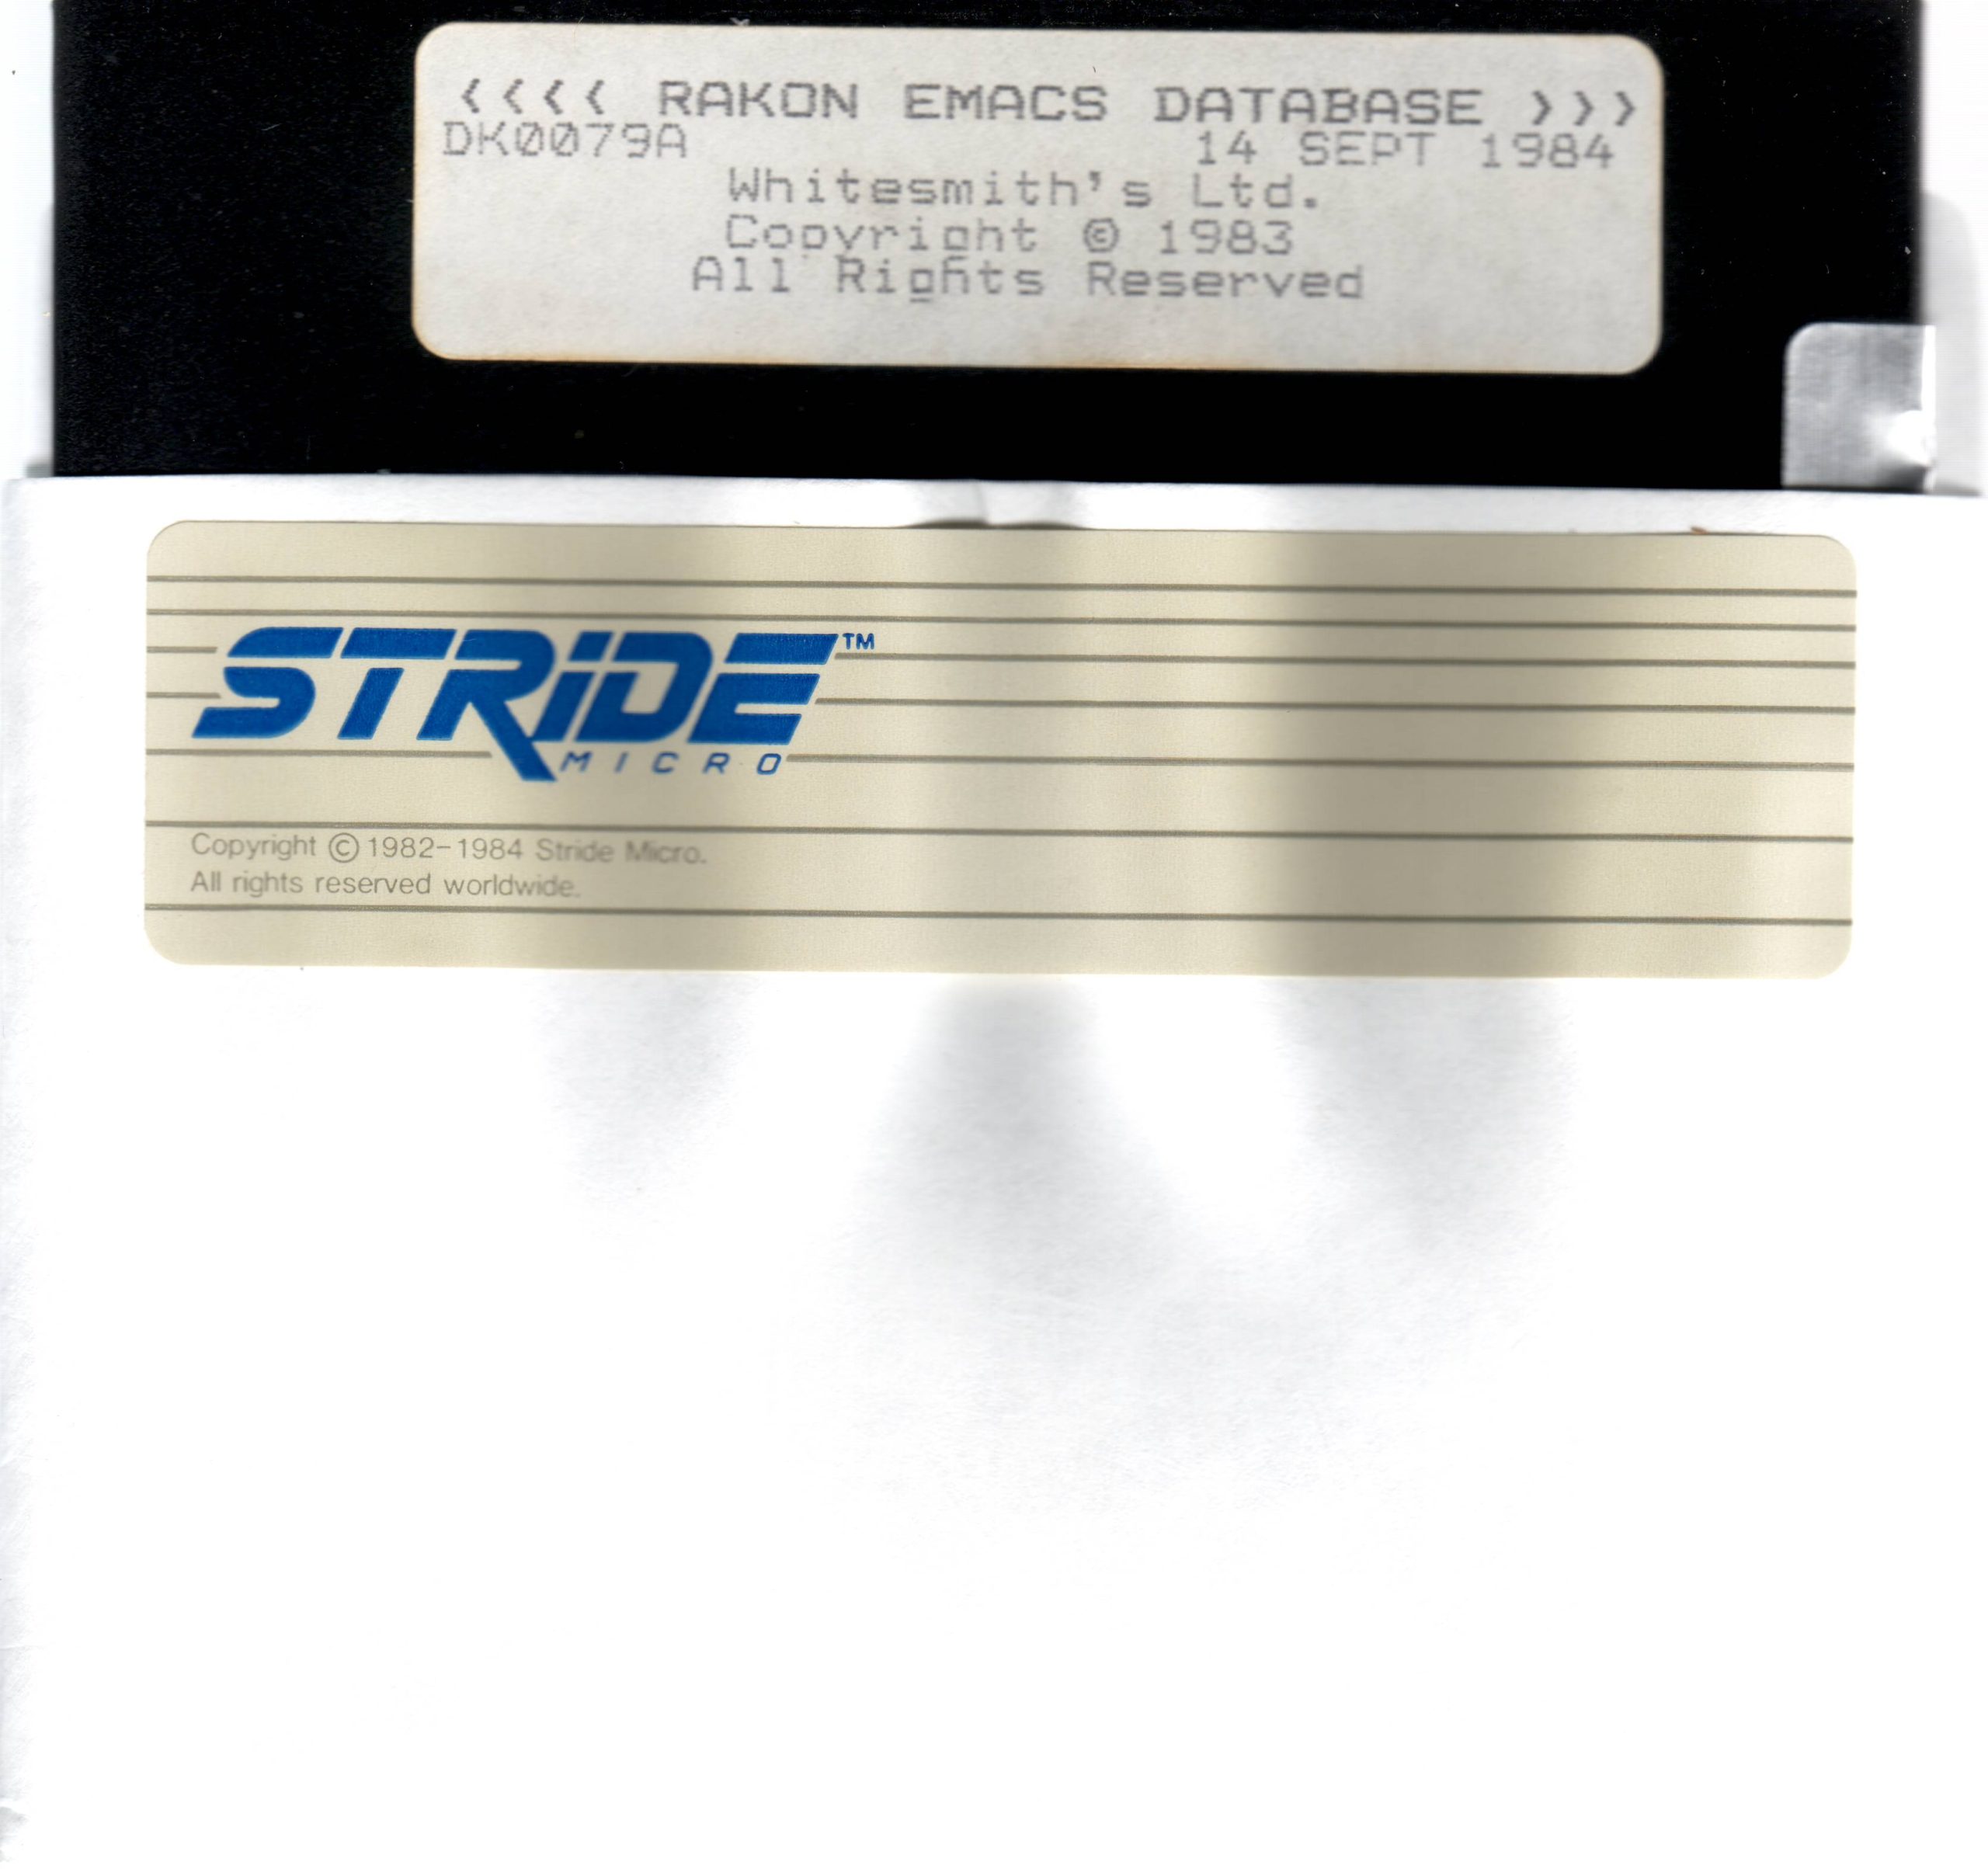 <<<< RAKON EMACS DATABASE >>>
DK0079A 14 SEPT 1984
Whitesmith's Ltd.
Copyright © 1983
All Rights Reserved
STRIDE™
MICRO
Copyright © 1982-1984 Stride Micro.
All rights reserved worldwide.